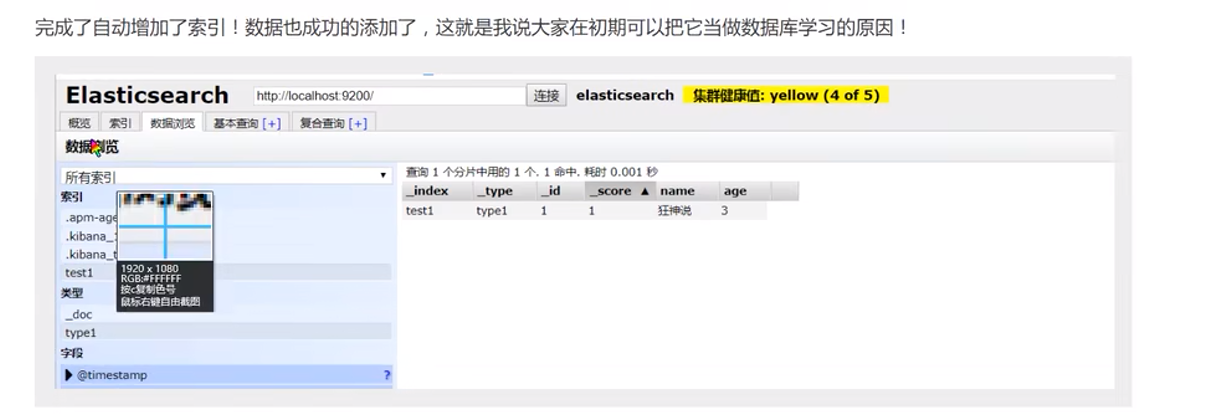 完成了自动增加了索引！数据也成功的添加了，这就是我说大家在初期可以把它当做数据库学习的原因！
Elasticsearch http://localhost:9200/ 连接 elasticsearch 集群健康值: yellow (4 of 5)
概览 索引 数据浏览 基本查询 [+] 复合查询 [+]
数据浏览
所有索引
索引
.apm-age
.kibana_
.kibana_t
test1
类型
_doc
type1
字段
@timestamp ?
1920 x 1080
RGB:#FFFFFF
按c复制色号
鼠标右键自由截图
查询 1 个分片中用的 1 个. 1 命中. 耗时 0.001 秒
_index _type _id _score ▲ name age
test1 type1 1 1 狂神说 3